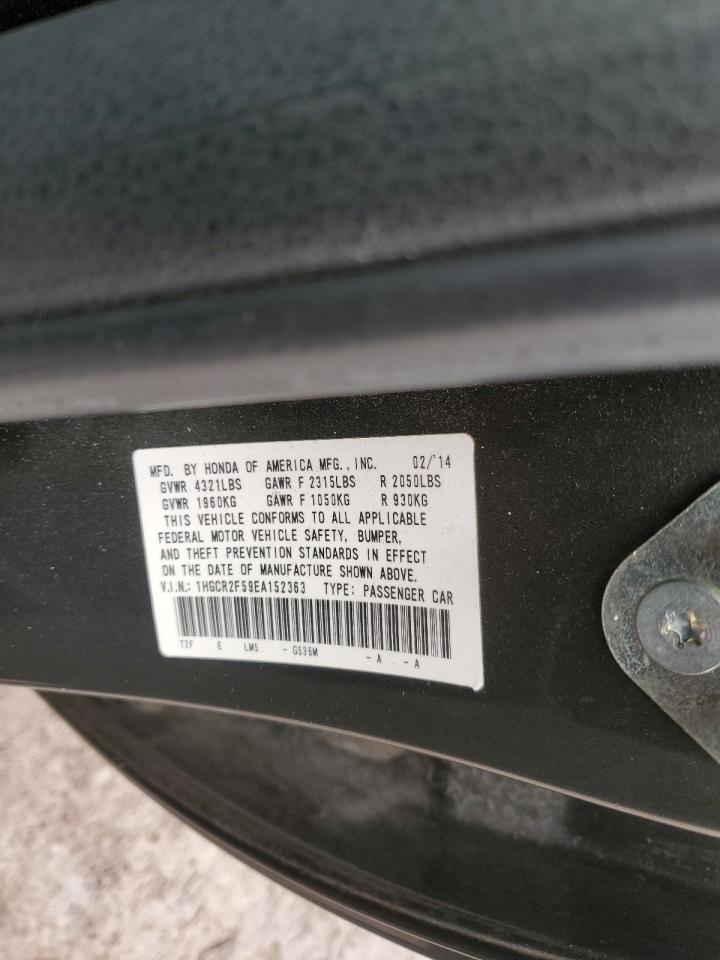 MFD. BY HONDA OF AMERICA MFG., INC. 02/'14
GVWR 4321LBS GAWR F 2315LBS R 2050LBS
GVWR 1960KG GAWR F 1050KG R 930KG
THIS VEHICLE CONFORMS TO ALL APPLICABLE
FEDERAL MOTOR VEHICLE SAFETY, BUMPER,
AND THEFT PREVENTION STANDARDS IN EFFECT
ON THE DATE OF MANUFACTURE SHOWN ABOVE.
V.I.N.: 1HGCR2F59EA152363 TYPE: PASSENGER CAR
T2F E LM5 - G536M - A - A